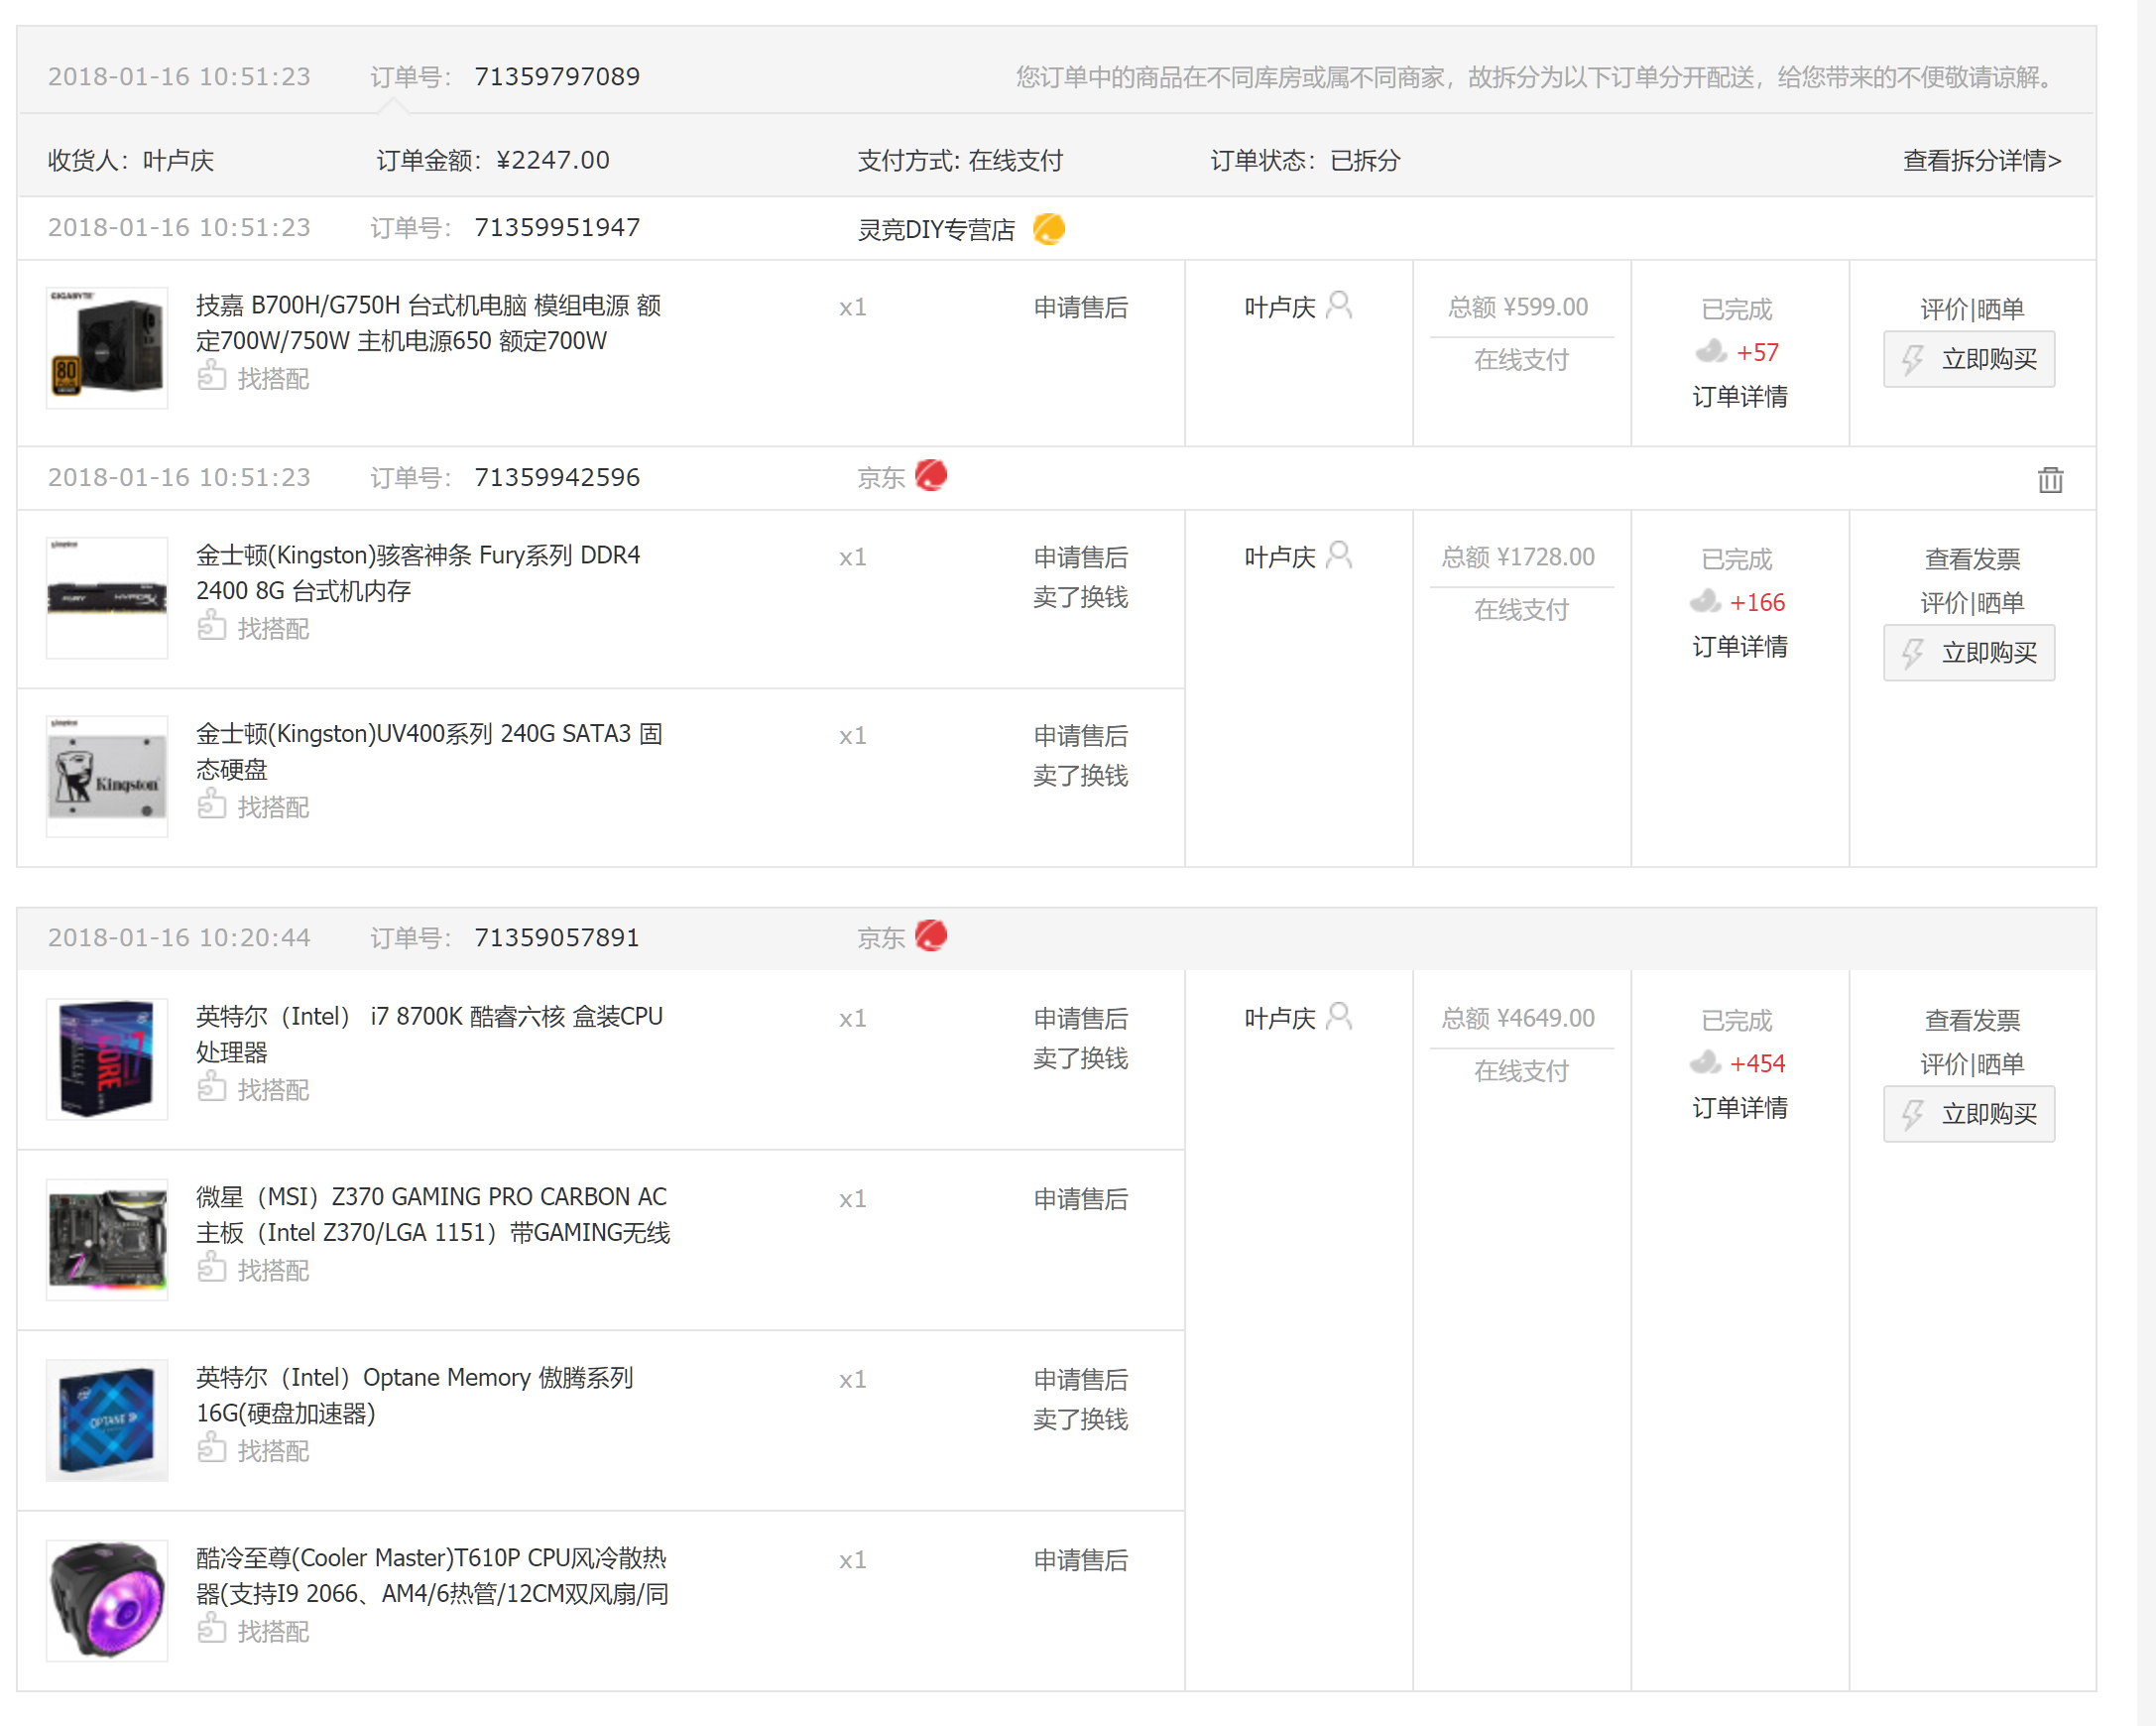 2018-01-16 10:51:23 订单号： 71359797089 您订单中的商品在不同库房或属不同商家，故拆分为以下订单分开配送，给您带来的不便敬请谅解。
收货人：叶卢庆 订单金额：¥2247.00 支付方式: 在线支付 订单状态：已拆分 查看拆分详情>
2018-01-16 10:51:23 订单号： 71359951947 灵竞DIY专营店
GIGABYTE
80
技嘉 B700H/G750H 台式机电脑 模组电源 额 x1 申请售后 叶卢庆 总额 ¥599.00 已完成 评价|晒单
定700W/750W 主机电源650 额定700W
找搭配 在线支付 +57 立即购买
订单详情
2018-01-16 10:51:23 订单号： 71359942596 京东
金士顿(Kingston)骇客神条 Fury系列 DDR4 x1 申请售后 叶卢庆 总额 ¥1728.00 已完成 查看发票
2400 8G 台式机内存 卖了换钱 在线支付 +166 评价|晒单
找搭配 订单详情 立即购买
Kingston
FURY HYPERX
金士顿(Kingston)UV400系列 240G SATA3 固 x1 申请售后
态硬盘 卖了换钱
找搭配
Kingston
Kingston
2018-01-16 10:20:44 订单号： 71359057891 京东
英特尔（Intel） i7 8700K 酷睿六核 盒装CPU x1 申请售后 叶卢庆 总额 ¥4649.00 已完成 查看发票
处理器 卖了换钱 在线支付 +454 评价|晒单
找搭配 订单详情 立即购买
CORE i7
微星（MSI）Z370 GAMING PRO CARBON AC x1 申请售后
主板（Intel Z370/LGA 1151）带GAMING无线
找搭配
英特尔（Intel）Optane Memory 傲腾系列 x1 申请售后
16G(硬盘加速器) 卖了换钱
找搭配
OPTANE
酷冷至尊(Cooler Master)T610P CPU风冷散热 x1 申请售后
器(支持I9 2066、AM4/6热管/12CM双风扇/同
找搭配